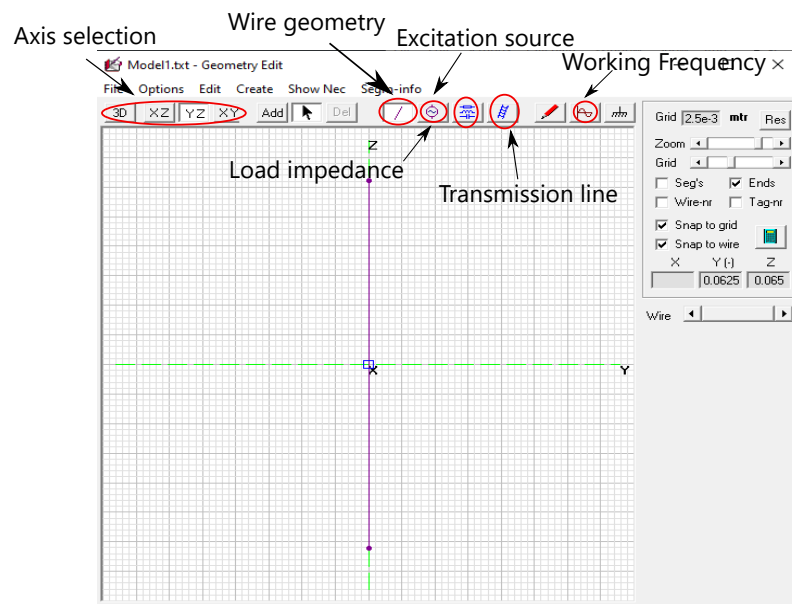 Wire geometry
Axis selection
Excitation source
Working Frequency
Model1.txt - Geometry Edit
File Options Edit Create Show Nec Segm-info
3D XZ YZ XY Add Del
Grid 2.5e-3 mtr Res
Zoom
Grid
Seg's Ends
Wire-nr Tag-nr
Snap to grid
Snap to wire
X Y (-) Z
0.0625 0.065
Wire
Z
Load impedance
Transmission line
X
Y